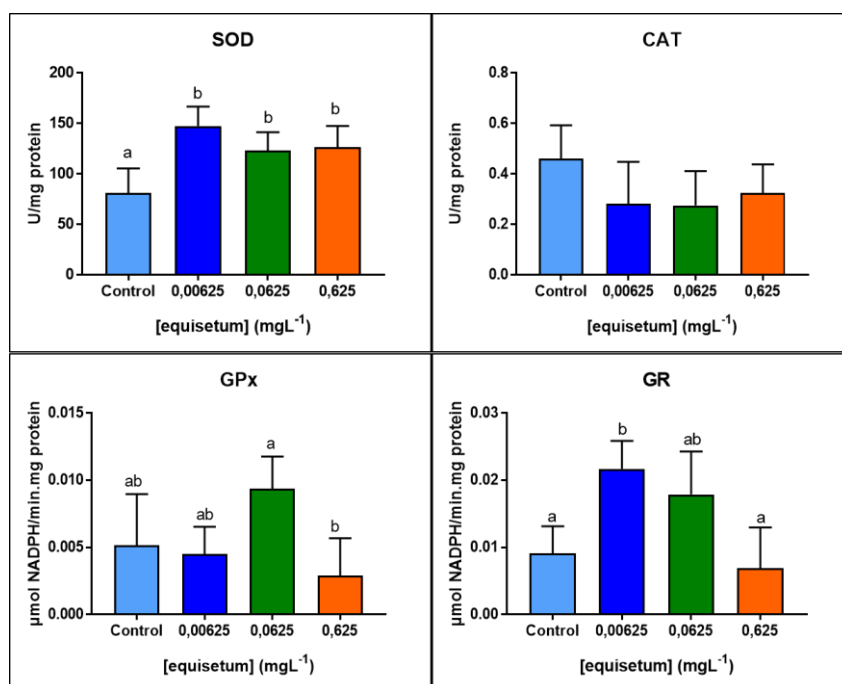 SOD
200
150
100
50
0
U/mg protein
a
b
b
b
Control 0,00625 0,0625 0,625
[equisetum] (mgL⁻¹)
CAT
0.8
0.6
0.4
0.2
0.0
U/mg protein
Control 0,00625 0,0625 0,625
[equisetum] (mgL⁻¹)
GPx
0.015
0.010
0.005
0.000
µmol NADPH/min.mg protein
ab
ab
a
b
Control 0,00625 0,0625 0,625
[equisetum] (mgL⁻¹)
GR
0.03
0.02
0.01
0.00
µmol NADPH/min.mg protein
a
b
ab
a
Control 0,00625 0,0625 0,625
[equisetum] (mgL⁻¹)